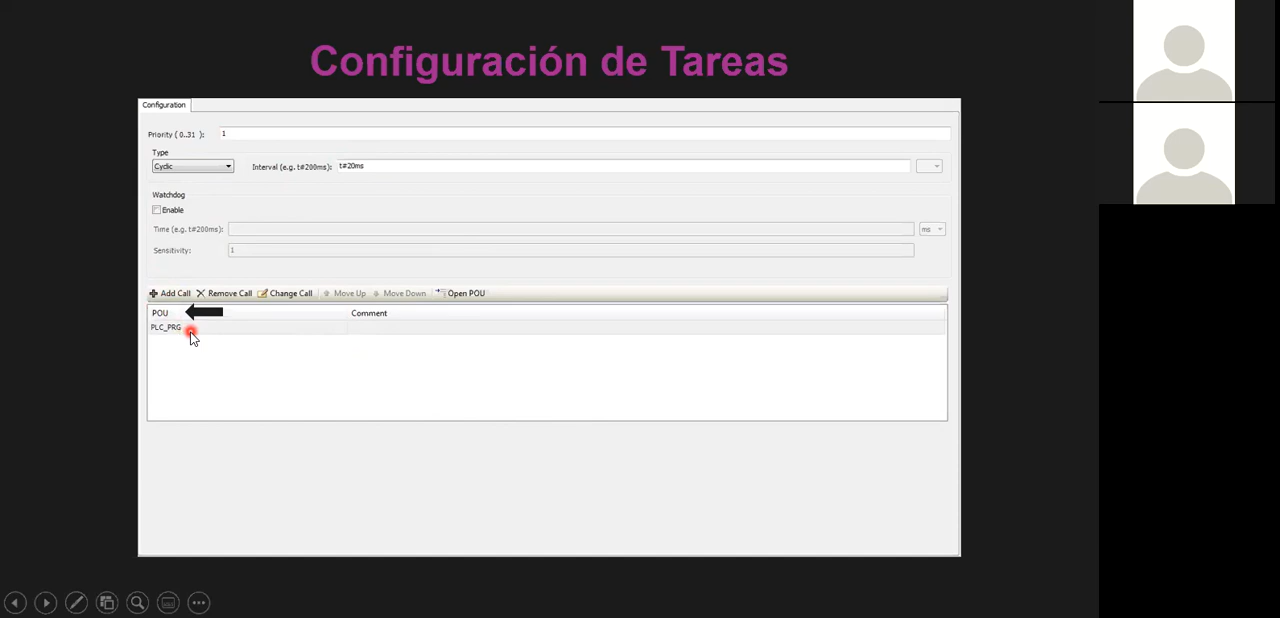 Configuración de Tareas
Configuration
Priority ( 0..31 ): 1
Type
Cyclic Interval (e.g. t#200ms): t#20ms
Watchdog
Enable
Time (e.g. t#200ms): ms
Sensitivity: 1
Add Call Remove Call Change Call Move Up Move Down Open POU
POU Comment
PLC_PRG